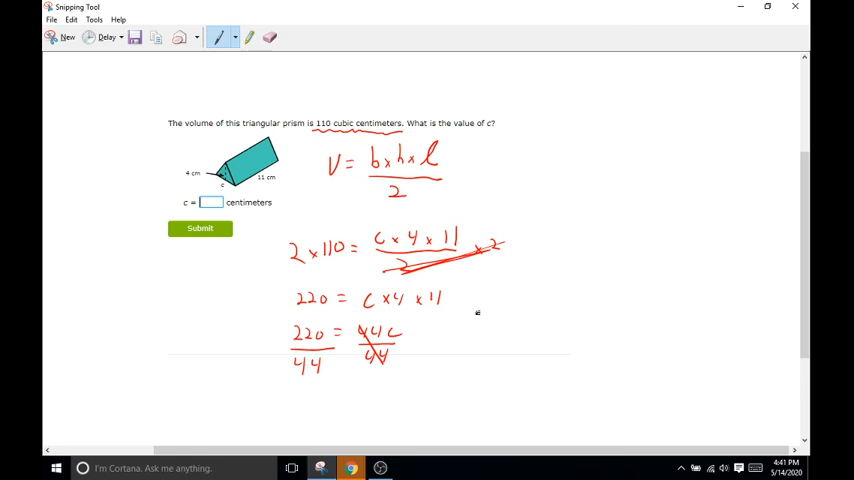 Snipping Tool
File Edit Tools Help
New Delay
The volume of this triangular prism is 110 cubic centimeters. What is the value of c?
4 cm
11 cm
c
c = centimeters
Submit
V = b x h x l
2
2 x 110 = c x 4 x 11 x 2
2
220 = c x 4 x 11
220 = 44c
44 44
I'm Cortana. Ask me anything.
4:41 PM
5/14/2020